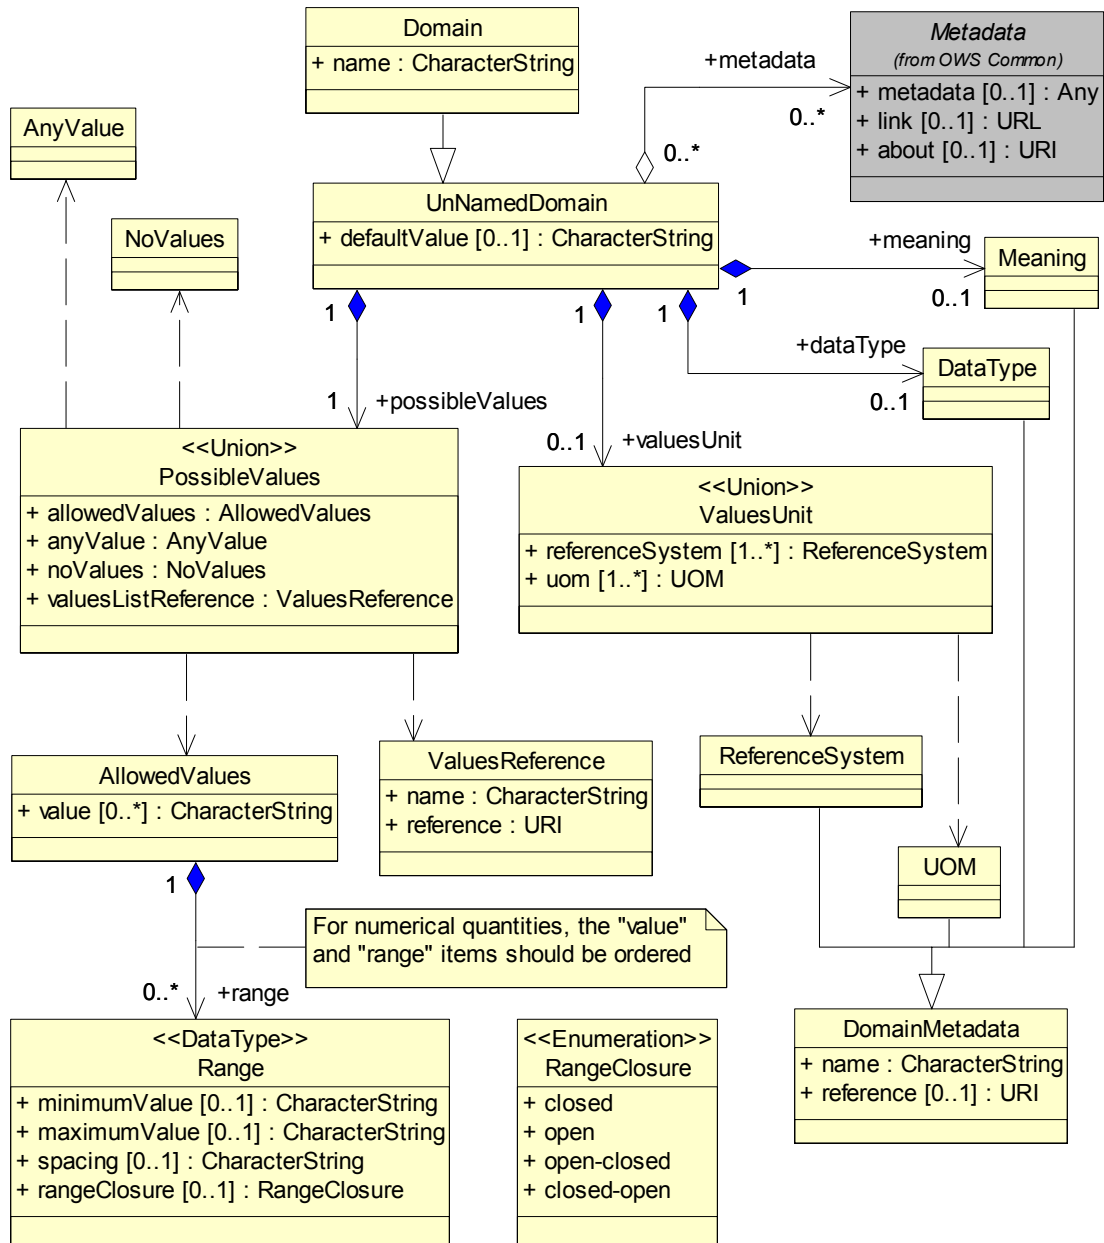 Domain
+ name : CharacterString
Metadata
(from OWS Common)
+ metadata [0..1] : Any
+ link [0..1] : URL
+ about [0..1] : URI
+metadata
0..*
0..*
AnyValue
NoValues
UnNamedDomain
+ defaultValue [0..1] : CharacterString
+meaning
1
0..1
Meaning
1
1
1
+dataType
0..1
DataType
1
+possibleValues
0..1
+valuesUnit
<<Union>>
PossibleValues
+ allowedValues : AllowedValues
+ anyValue : AnyValue
+ noValues : NoValues
+ valuesListReference : ValuesReference
<<Union>>
ValuesUnit
+ referenceSystem [1..*] : ReferenceSystem
+ uom [1..*] : UOM
AllowedValues
+ value [0..*] : CharacterString
ValuesReference
+ name : CharacterString
+ reference : URI
ReferenceSystem
UOM
1
For numerical quantities, the "value"
and "range" items should be ordered
0..*
+range
<<DataType>>
Range
+ minimumValue [0..1] : CharacterString
+ maximumValue [0..1] : CharacterString
+ spacing [0..1] : CharacterString
+ rangeClosure [0..1] : RangeClosure
<<Enumeration>>
RangeClosure
+ closed
+ open
+ open-closed
+ closed-open
DomainMetadata
+ name : CharacterString
+ reference [0..1] : URI